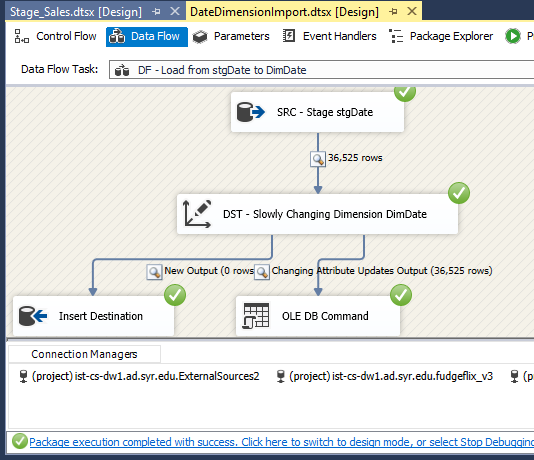 Stage_Sales.dtsx [Design]
DateDimensionImport.dtsx [Design]
Control Flow
Data Flow
Parameters
Event Handlers
Package Explorer
Data Flow Task:
DF - Load from stgDate to DimDate
SRC - Stage stgDate
36,525 rows
DST - Slowly Changing Dimension DimDate
New Output (0 rows
Changing Attribute Updates Output (36,525 rows)
Insert Destination
OLE DB Command
Connection Managers
(project) ist-cs-dw1.ad.syr.edu.ExternalSources2
(project) ist-cs-dw1.ad.syr.edu.fudgeflix_v3
Package execution completed with success. Click here to switch to design mode, or select Stop Debugging